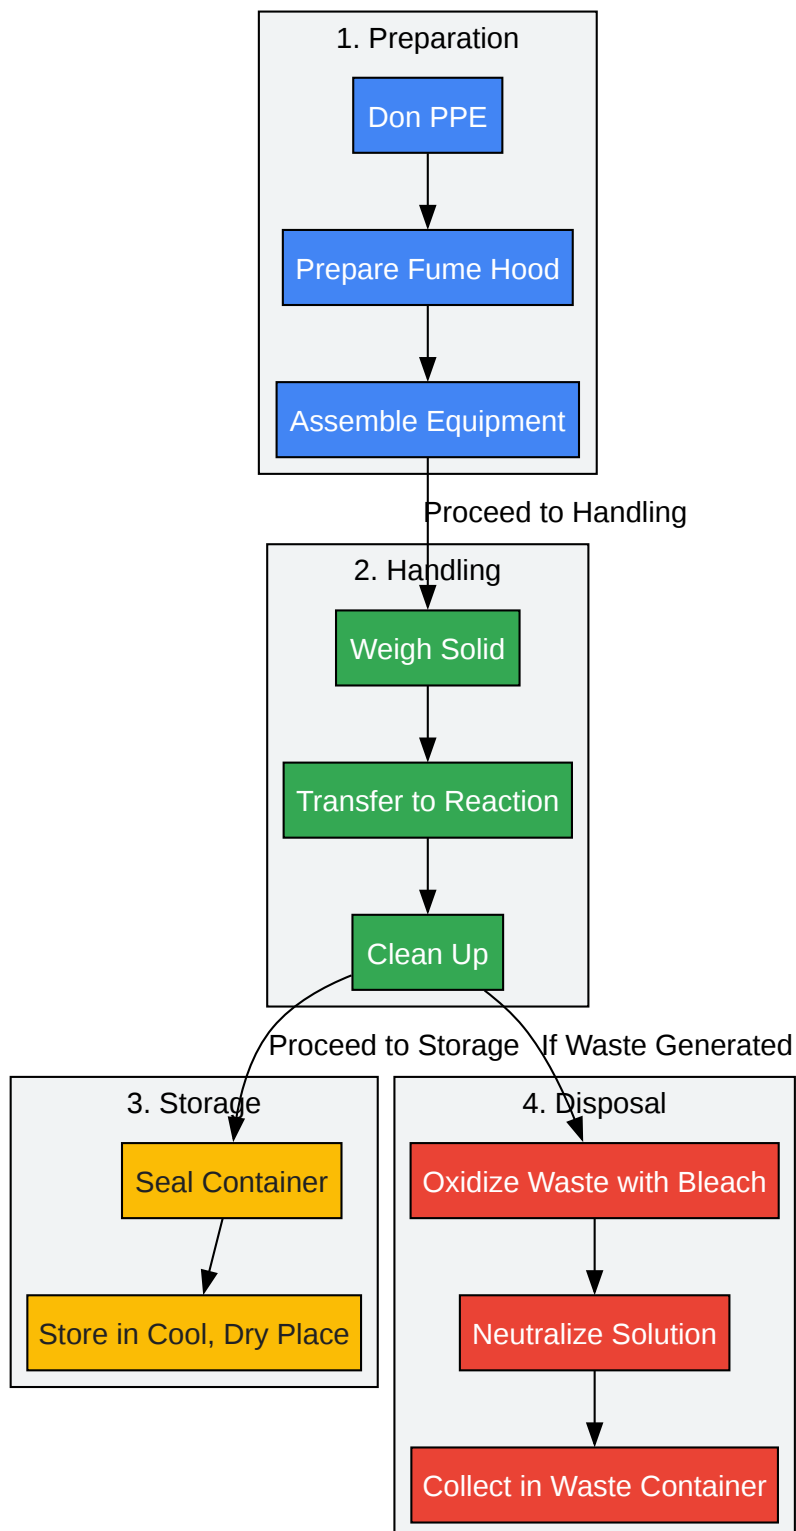 1. Preparation
Don PPE
Prepare Fume Hood
Assemble Equipment
Proceed to Handling
2. Handling
Weigh Solid
Transfer to Reaction
Clean Up
Proceed to Storage
If Waste Generated
3. Storage
4. Disposal
Seal Container
Oxidize Waste with Bleach
Store in Cool, Dry Place
Neutralize Solution
Collect in Waste Container